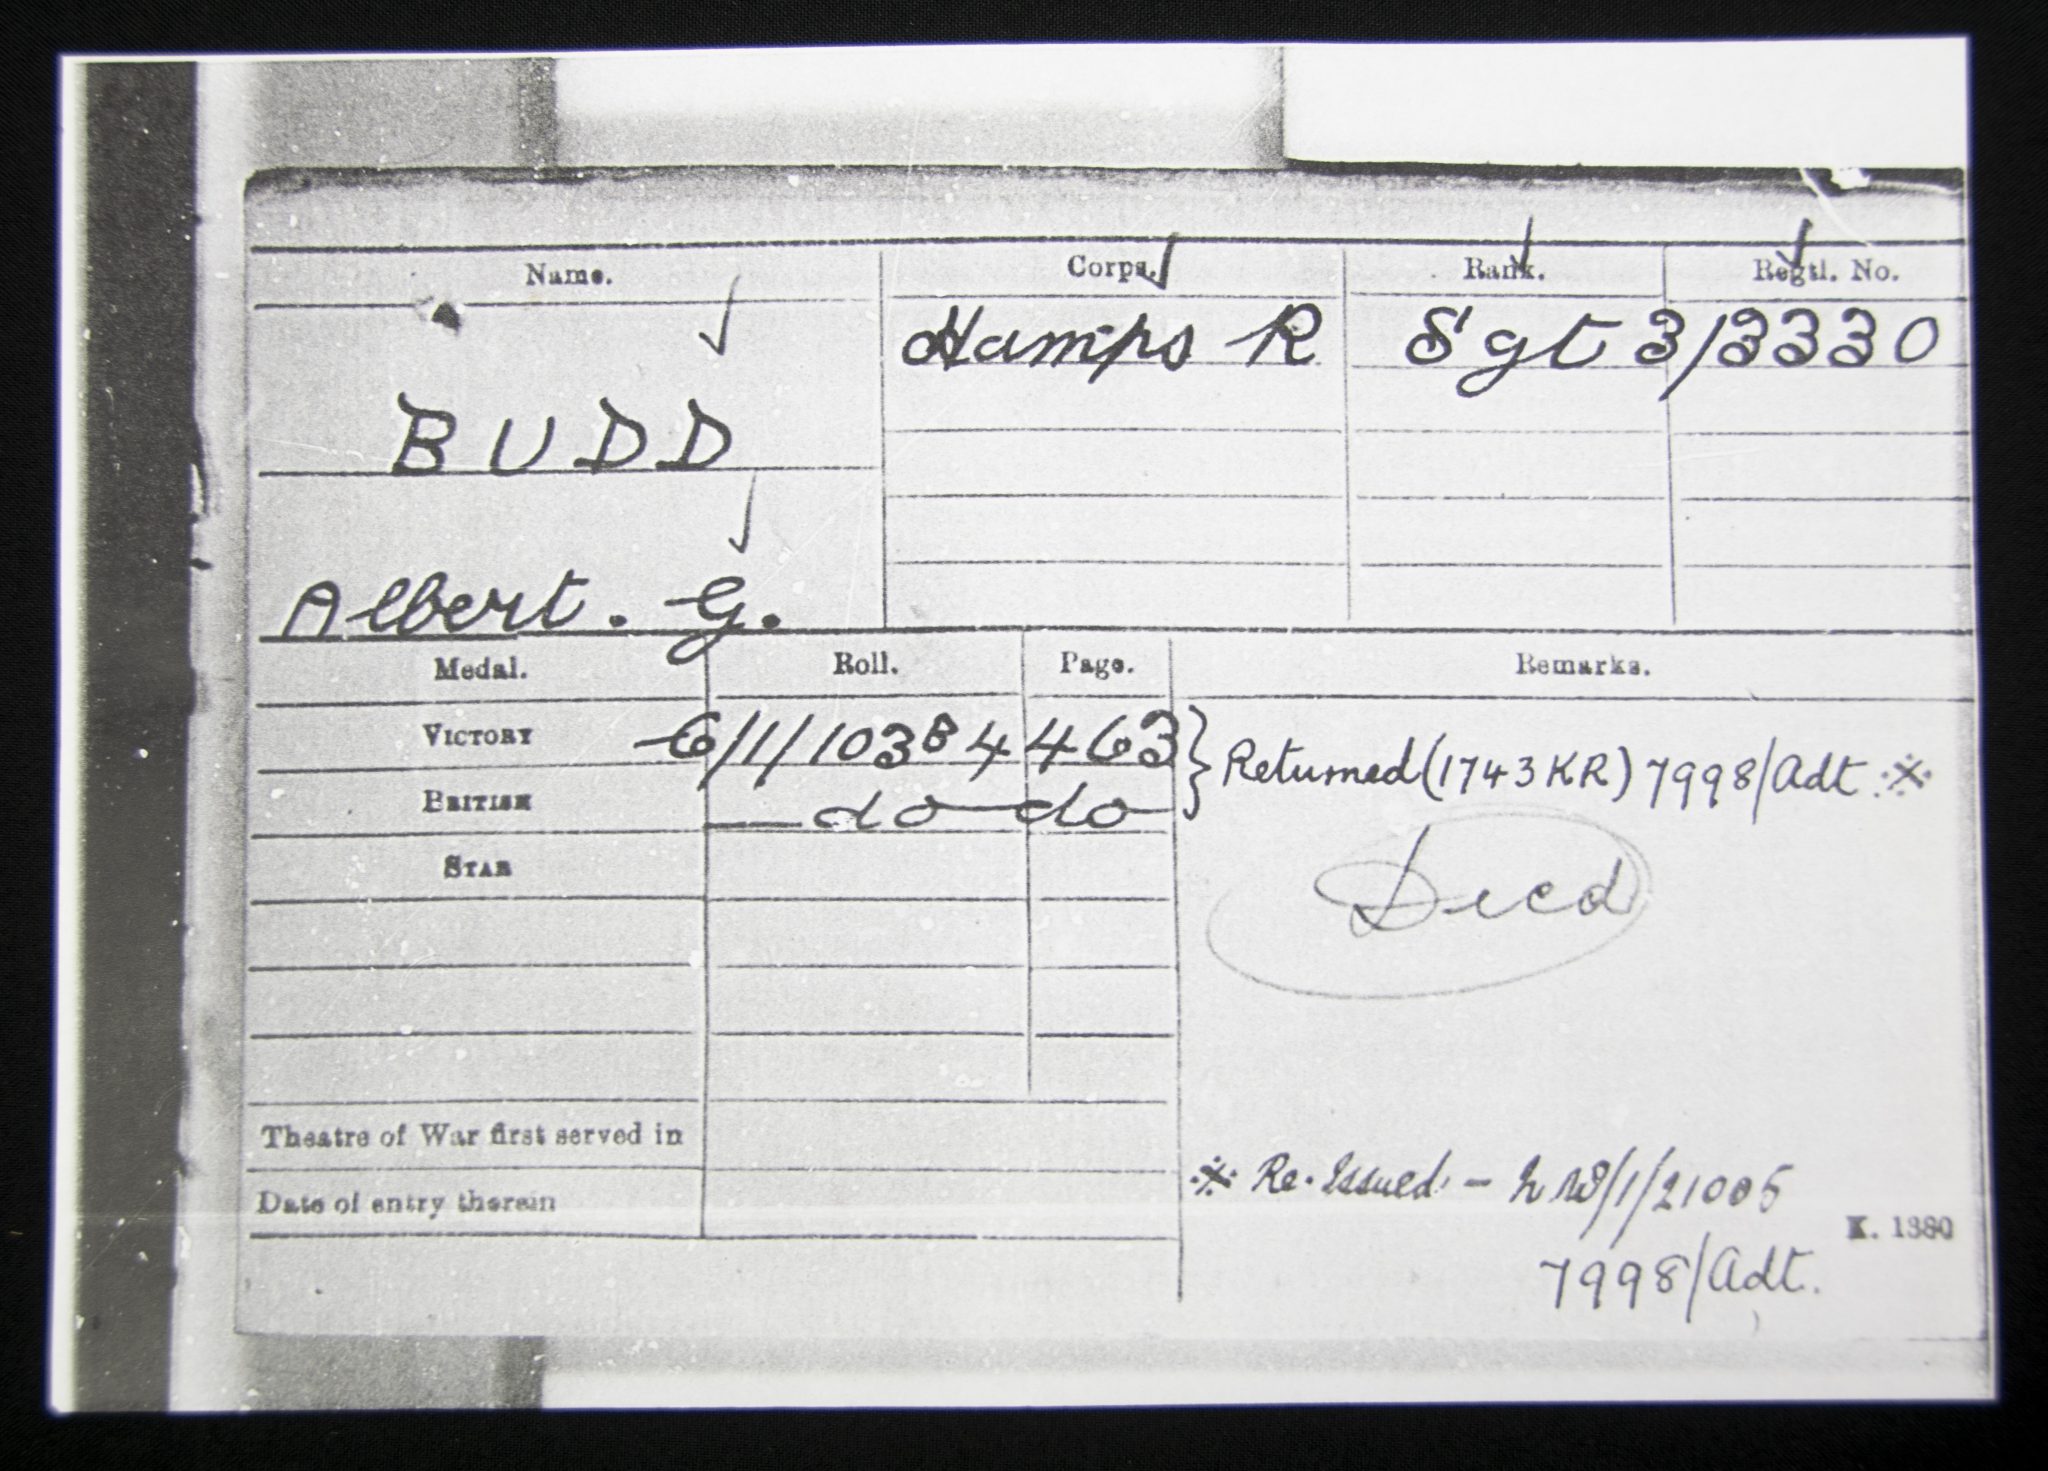 Name. Corps. Rank. Regtl. No.
Hamps R Sgt 3/3330
BUDD
Albert. G.
Medal. Roll. Page. Remarks.
VICTORY G/1/103B4 463 } Returned (1743 KR) 7998/Adt ※
BRITISH —do— do—
STAR
Died
Theatre of War first served in
※ Re-Issued:-
Date of entry therein
K. 1380
7998/Adt.